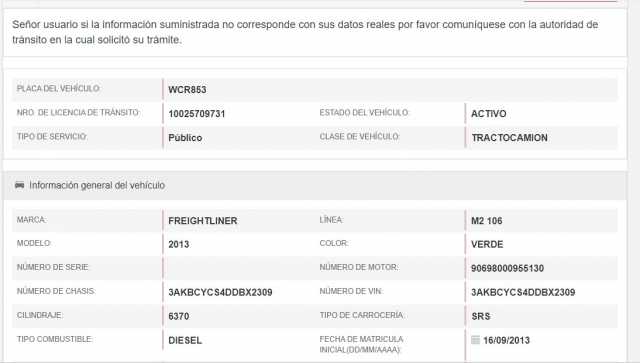 Señor usuario si la información suministrada no corresponde con sus datos reales por favor comuníquese con la autoridad de
tránsito en la cual solicitó su trámite.
PLACA DEL VEHÍCULO: WCR853
NRO. DE LICENCIA DE TRÁNSITO: 10025709731 ESTADO DEL VEHÍCULO: ACTIVO
TIPO DE SERVICIO: Público CLASE DE VEHÍCULO: TRACTOCAMION
Información general del vehículo
MARCA: FREIGHTLINER LÍNEA: M2 106
MODELO: 2013 COLOR: VERDE
NÚMERO DE SERIE: NÚMERO DE MOTOR: 90698000955130
NÚMERO DE CHASIS: 3AKBCYCS4DDBX2309 NÚMERO DE VIN: 3AKBCYCS4DDBX2309
CILINDRAJE: 6370 TIPO DE CARROCERÍA: SRS
TIPO COMBUSTIBLE: DIESEL FECHA DE MATRICULA INICIAL(DD/MM/AAAA): 16/09/2013